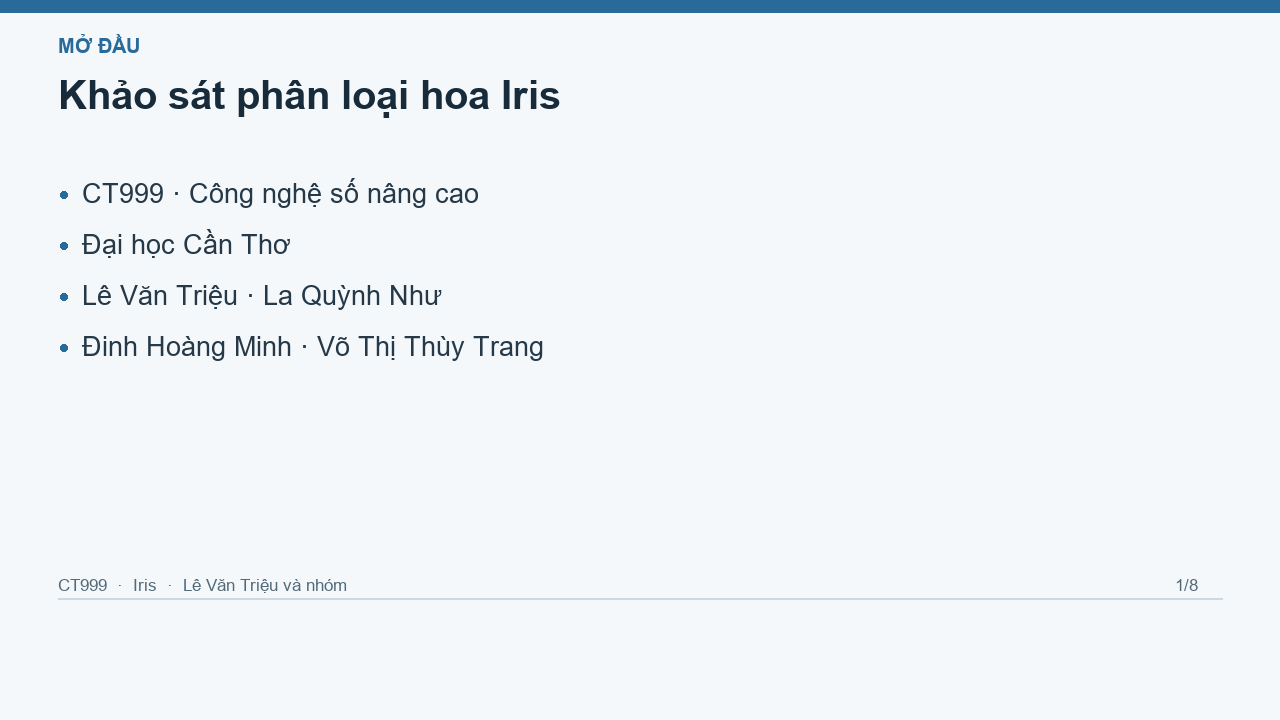 MỞ ĐẦU
Khảo sát phân loại hoa Iris
• CT999 · Công nghệ số nâng cao
• Đại học Cần Thơ
• Lê Văn Triệu · La Quỳnh Như
• Đinh Hoàng Minh · Võ Thị Thùy Trang
CT999 · Iris · Lê Văn Triệu và nhóm 1/8